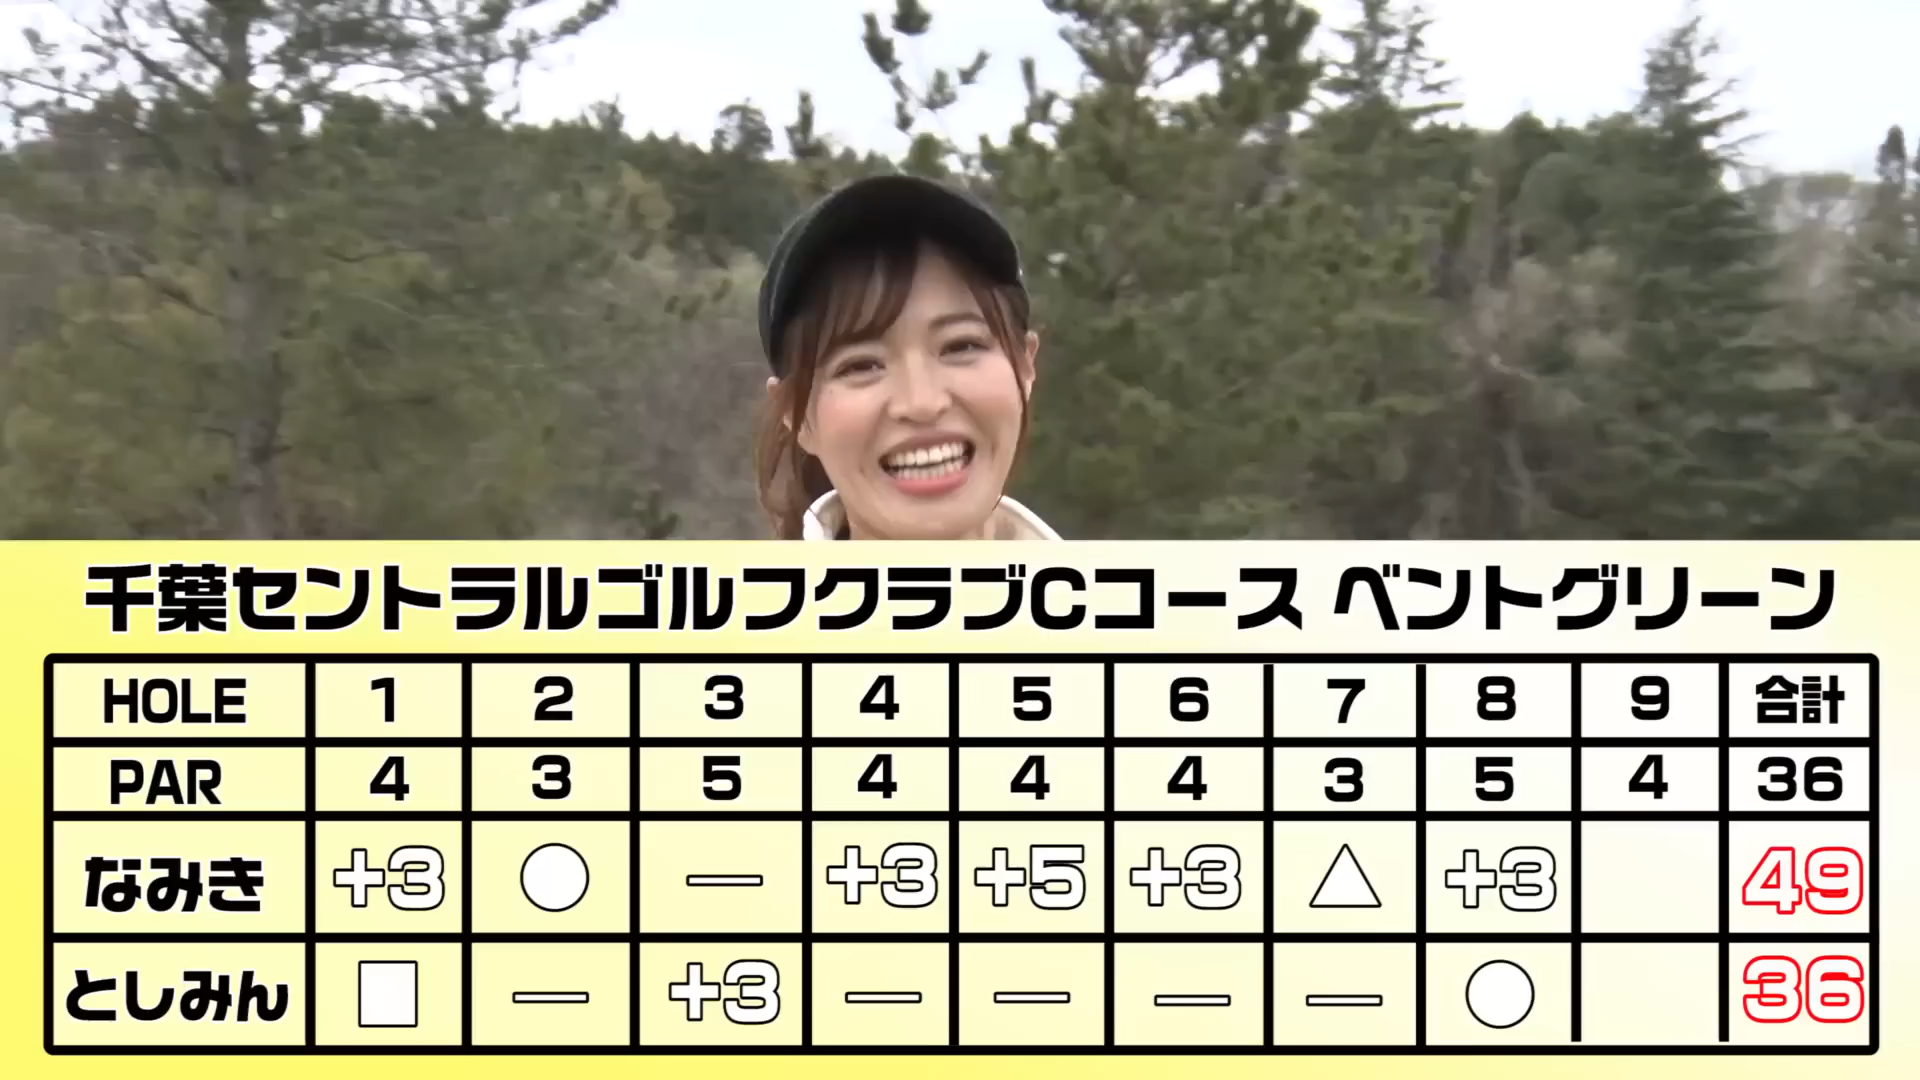 千葉セントラルゴルフクラブCコース ベントグリーン
HOLE 1 2 3 4 5 6 7 8 9 合計
PAR 4 3 5 4 4 4 3 5 4 36
なみき +3 ○ — +3 +5 +3 △ +3 49
としみん □ — +3 — — — — ○ 36